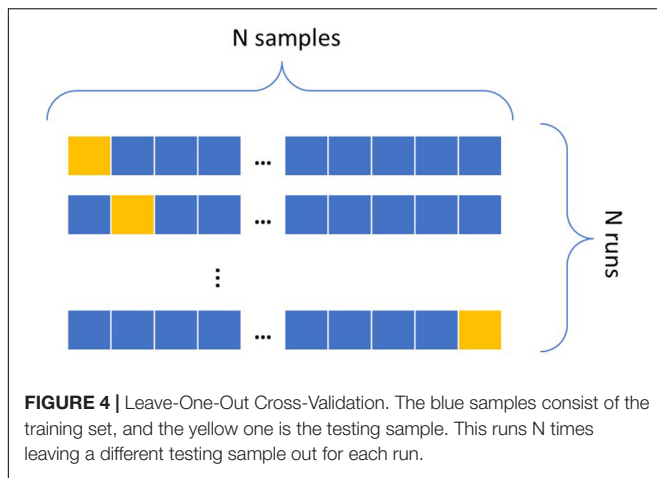 N samples
...
...
N runs
...
...
FIGURE 4 | Leave-One-Out Cross-Validation. The blue samples consist of the
training set, and the yellow one is the testing sample. This runs N times
leaving a different testing sample out for each run.